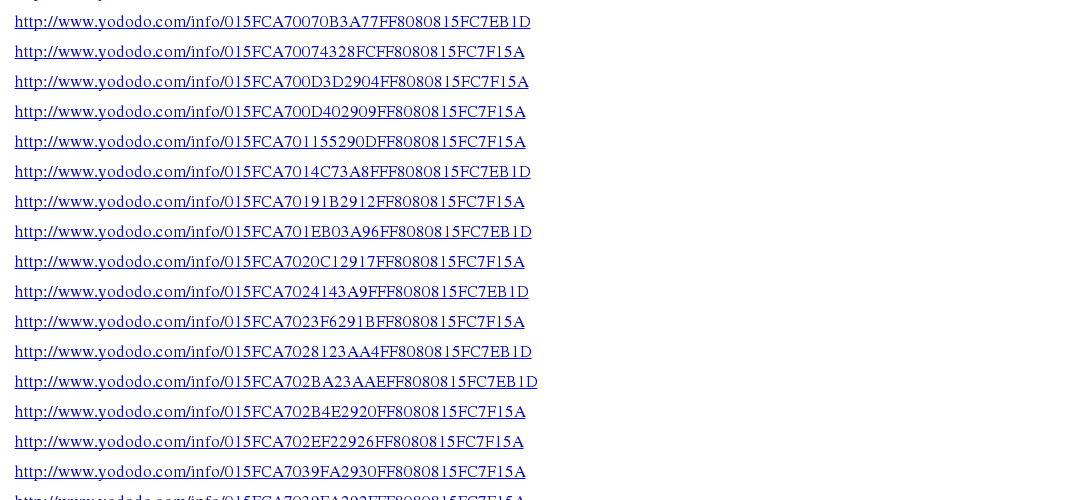 http://www.yododo.com/info/015FCA70070B3A77FF8080815FC7EB1D
http://www.yododo.com/info/015FCA70074328FCFF8080815FC7F15A
http://www.yododo.com/info/015FCA700D3D2904FF8080815FC7F15A
http://www.yododo.com/info/015FCA700D402909FF8080815FC7F15A
http://www.yododo.com/info/015FCA701155290DFF8080815FC7F15A
http://www.yododo.com/info/015FCA7014C73A8FFF8080815FC7EB1D
http://www.yododo.com/info/015FCA70191B2912FF8080815FC7F15A
http://www.yododo.com/info/015FCA701EB03A96FF8080815FC7EB1D
http://www.yododo.com/info/015FCA7020C12917FF8080815FC7F15A
http://www.yododo.com/info/015FCA7024143A9FFF8080815FC7EB1D
http://www.yododo.com/info/015FCA7023F6291BFF8080815FC7F15A
http://www.yododo.com/info/015FCA7028123AA4FF8080815FC7EB1D
http://www.yododo.com/info/015FCA702BA23AAEFF8080815FC7EB1D
http://www.yododo.com/info/015FCA702B4E2920FF8080815FC7F15A
http://www.yododo.com/info/015FCA702EF22926FF8080815FC7F15A
http://www.yododo.com/info/015FCA7039FA2930FF8080815FC7F15A